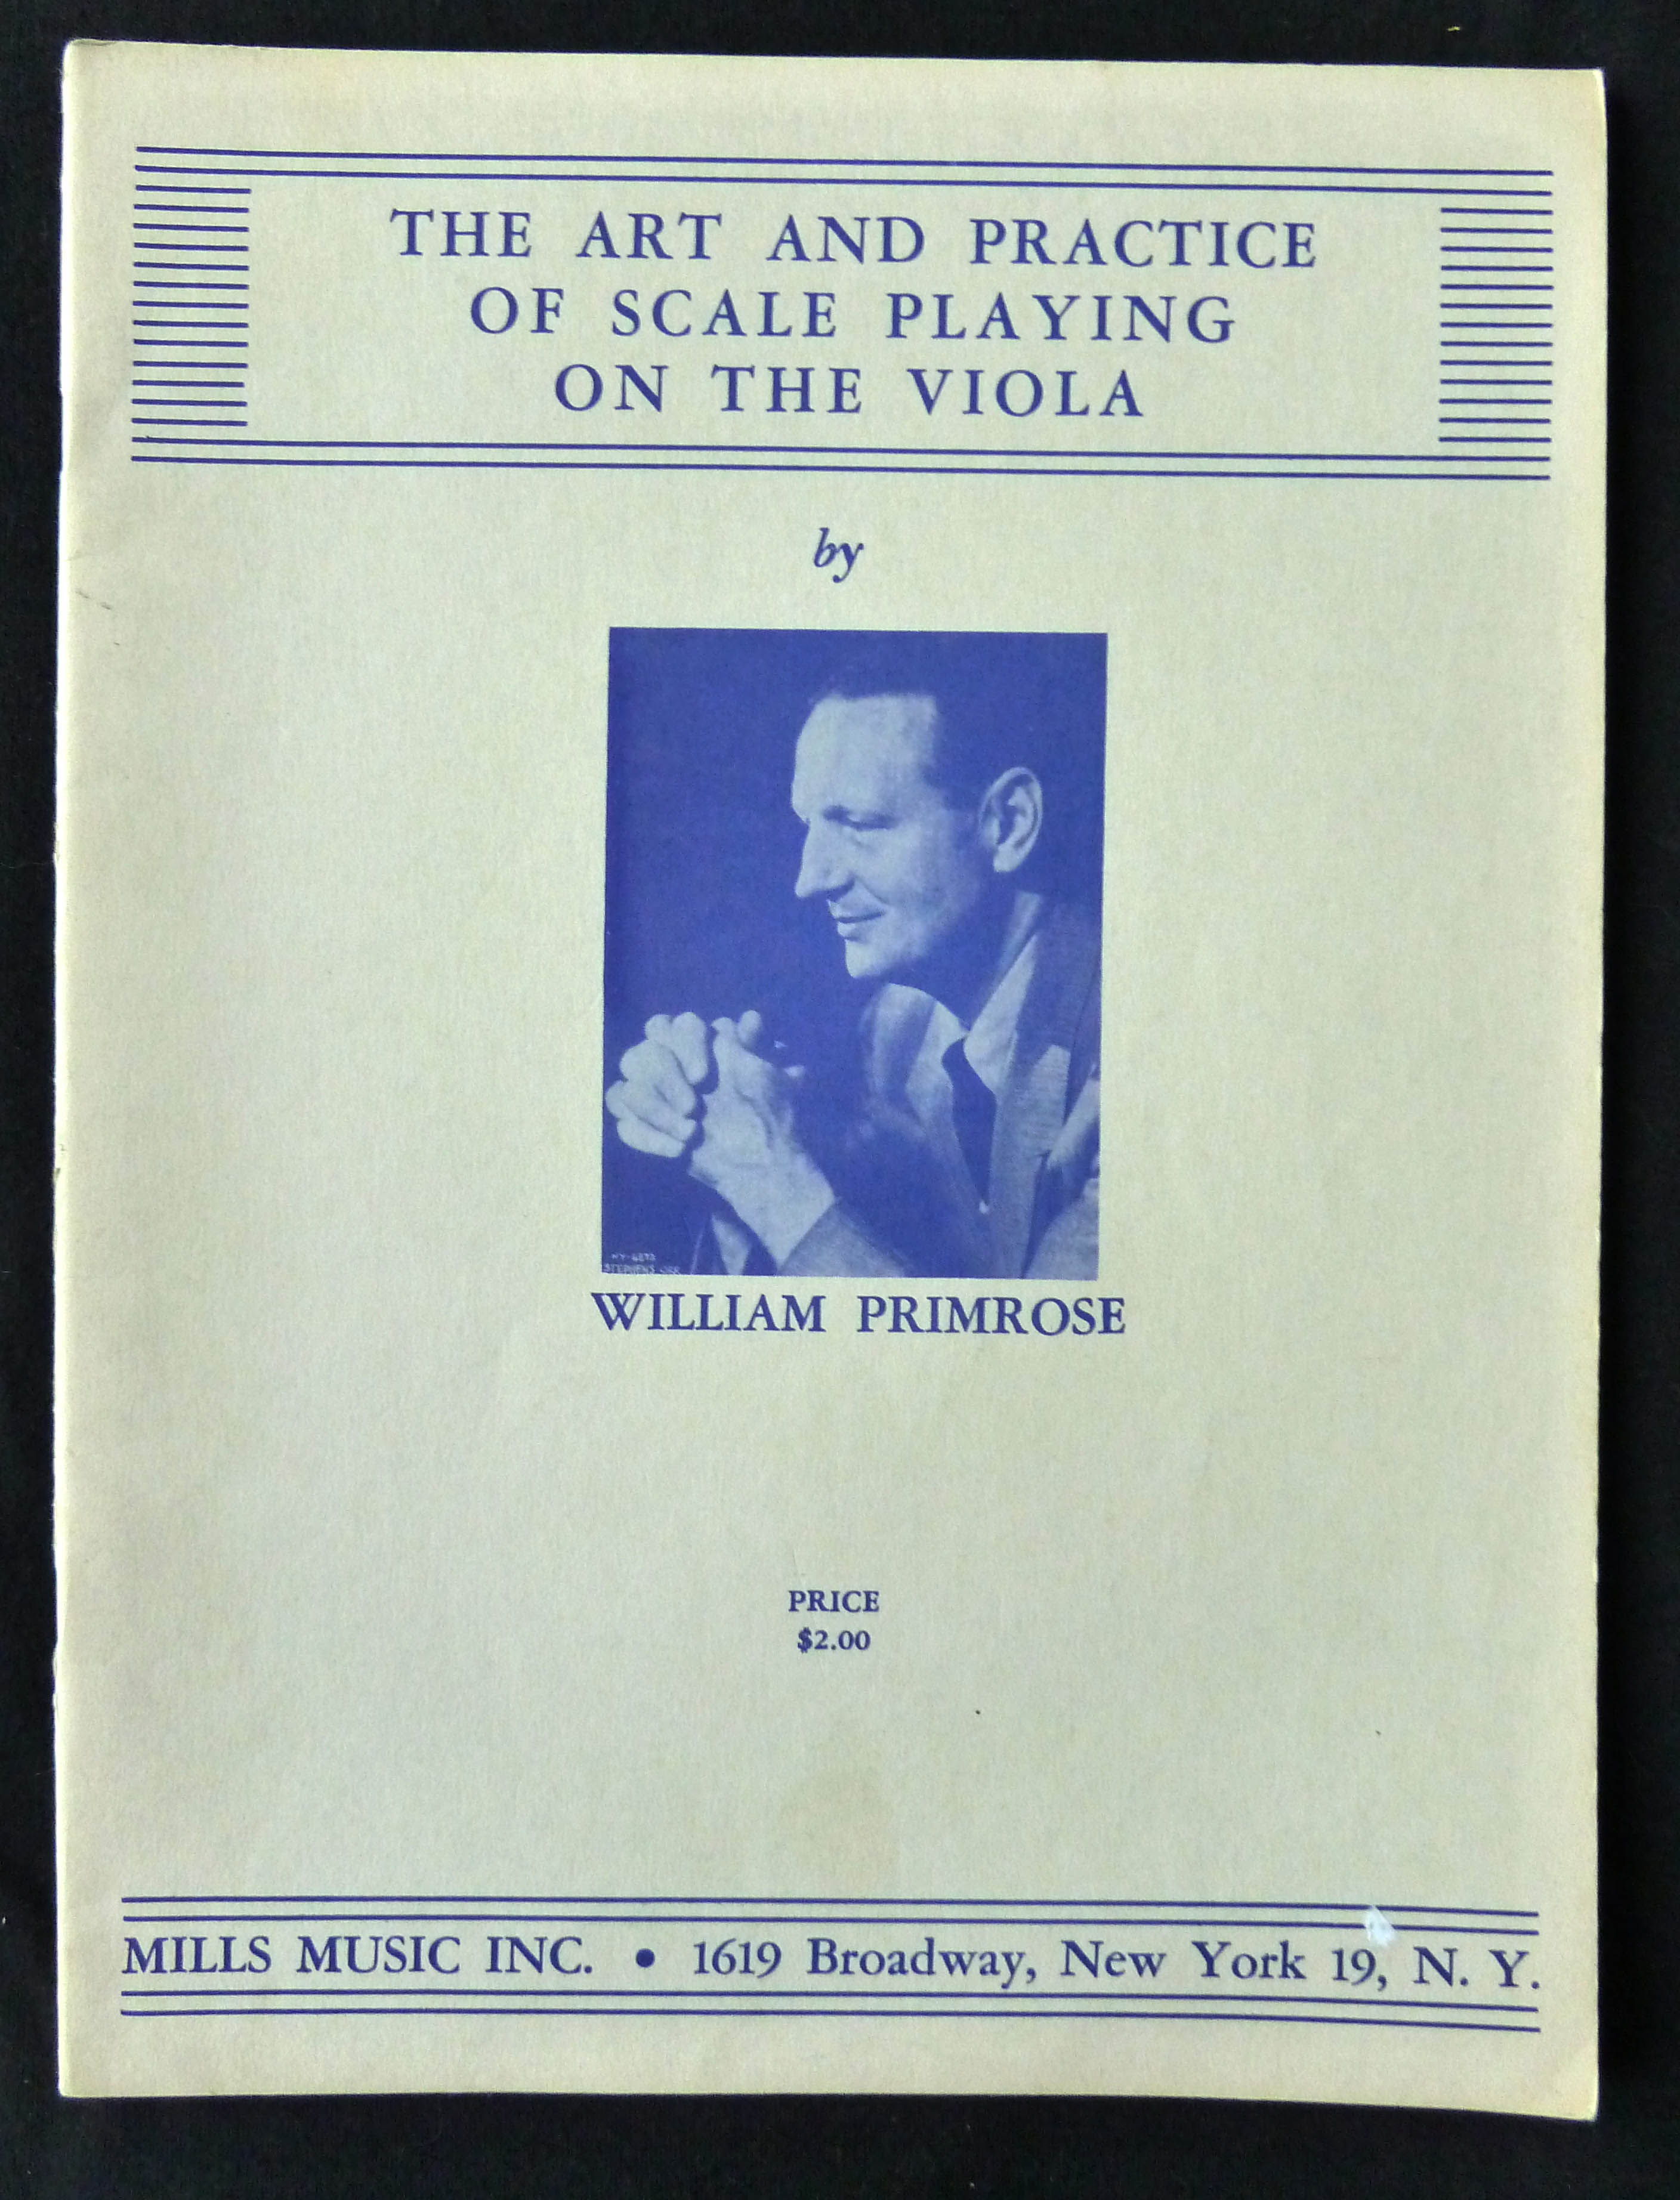 THE ART AND PRACTICE
OF SCALE PLAYING
ON THE VIOLA
by
STEPHENS
WILLIAM PRIMROSE
PRICE
$2.00
MILLS MUSIC INC. • 1619 Broadway, New York 19, N. Y.